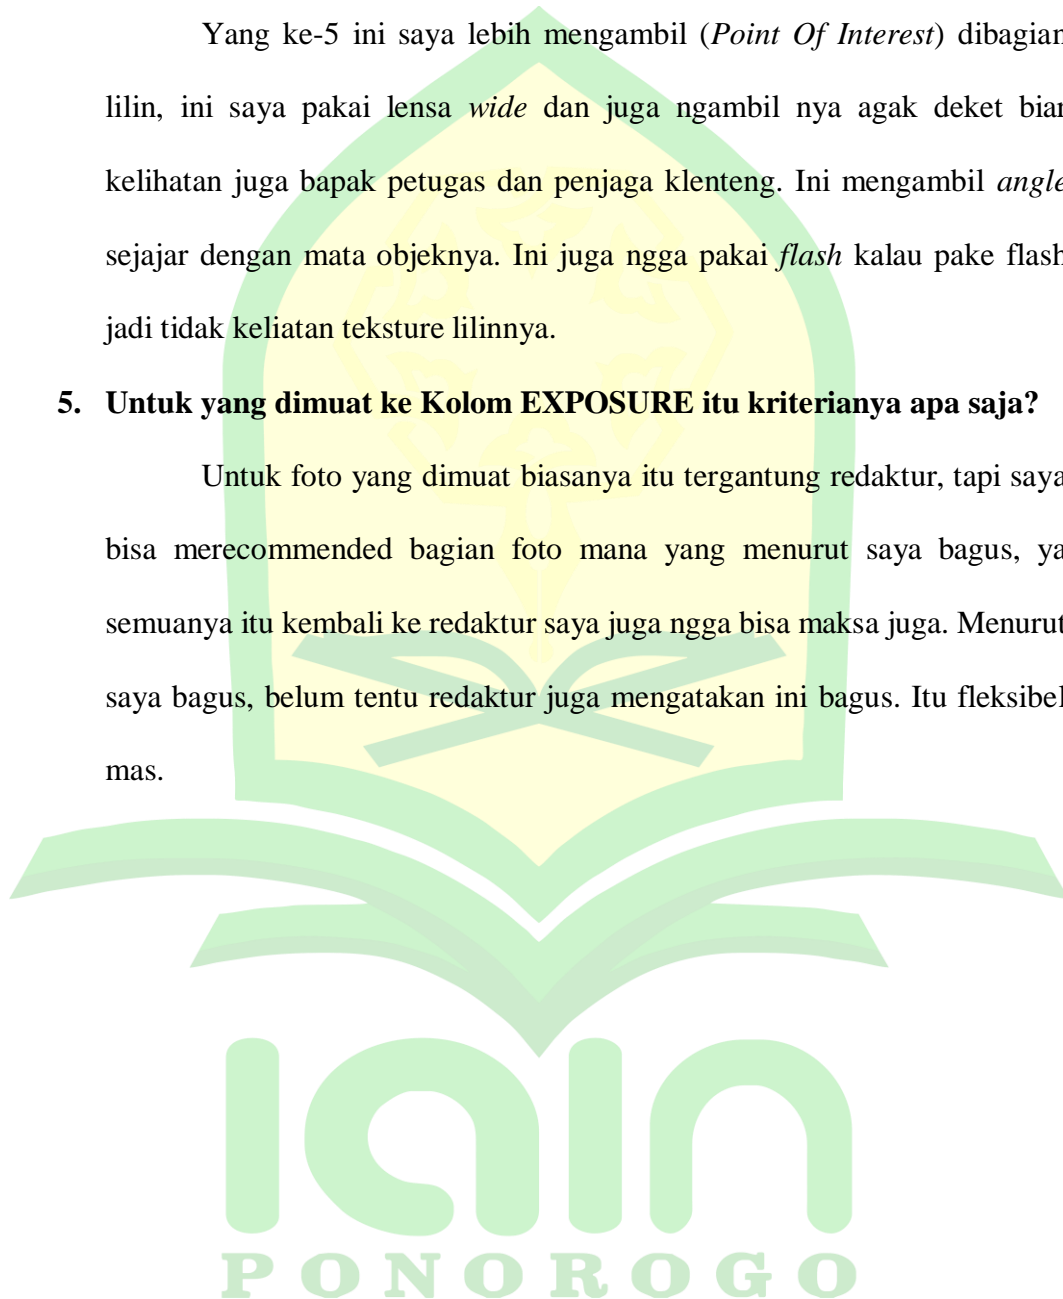 Yang ke-5 ini saya lebih mengambil (Point Of Interest) dibagian
lilin, ini saya pakai lensa wide dan juga ngambil nya agak deket biar
kelihatan juga bapak petugas dan penjaga klenteng. Ini mengambil angle
sejajar dengan mata objeknya. Ini juga ngga pakai flash kalau pake flash
jadi tidak keliatan teksture lilinnya.
5. Untuk yang dimuat ke Kolom EXPOSURE itu kriterianya apa saja?
Untuk foto yang dimuat biasanya itu tergantung redaktur, tapi saya
bisa merecommended bagian foto mana yang menurut saya bagus, ya
semuanya itu kembali ke redaktur saya juga ngga bisa maksa juga. Menurut
saya bagus, belum tentu redaktur juga mengatakan ini bagus. Itu fleksibel
mas.
iain
PONOROGO